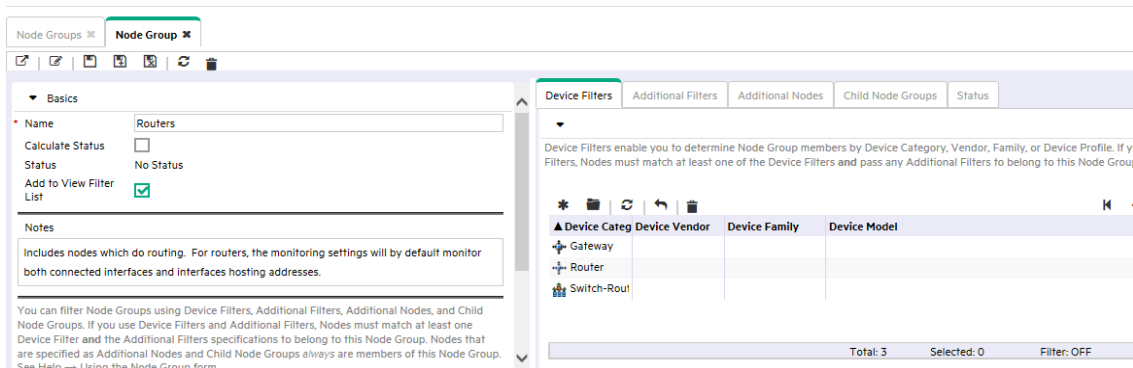 Node Groups ✖ Node Group ✖
Basics
* Name Routers
Calculate Status
Status No Status
Add to View Filter
List
Notes
Includes nodes which do routing. For routers, the monitoring settings will by default monitor
both connected interfaces and interfaces hosting addresses.
You can filter Node Groups using Device Filters, Additional Filters, Additional Nodes, and Child
Node Groups. If you use Device Filters and Additional Filters, Nodes must match at least one
Device Filter and the Additional Filters specifications to belong to this Node Group. Nodes that
are specified as Additional Nodes and Child Node Groups always are members of this Node Group.
See Help → Using the Node Group form
Device Filters Additional Filters Additional Nodes Child Node Groups Status
Device Filters enable you to determine Node Group members by Device Category, Vendor, Family, or Device Profile. If y
Filters, Nodes must match at least one of the Device Filters and pass any Additional Filters to belong to this Node Grou
▲ Device Categ Device Vendor Device Family Device Model
Gateway
Router
Switch-Rout
Total: 3 Selected: 0 Filter: OFF